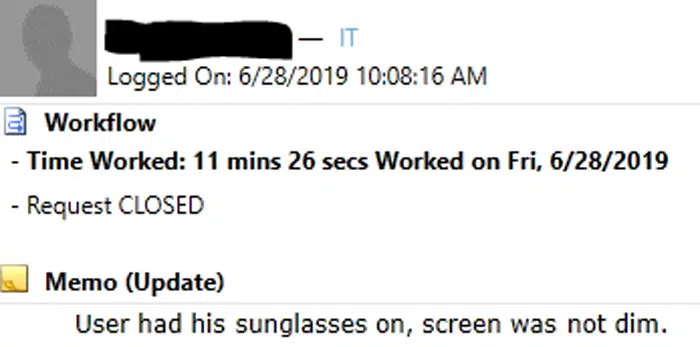 — IT
Logged On: 6/28/2019 10:08:16 AM
Workflow
- Time Worked: 11 mins 26 secs Worked on Fri, 6/28/2019
- Request CLOSED
Memo (Update)
User had his sunglasses on, screen was not dim.